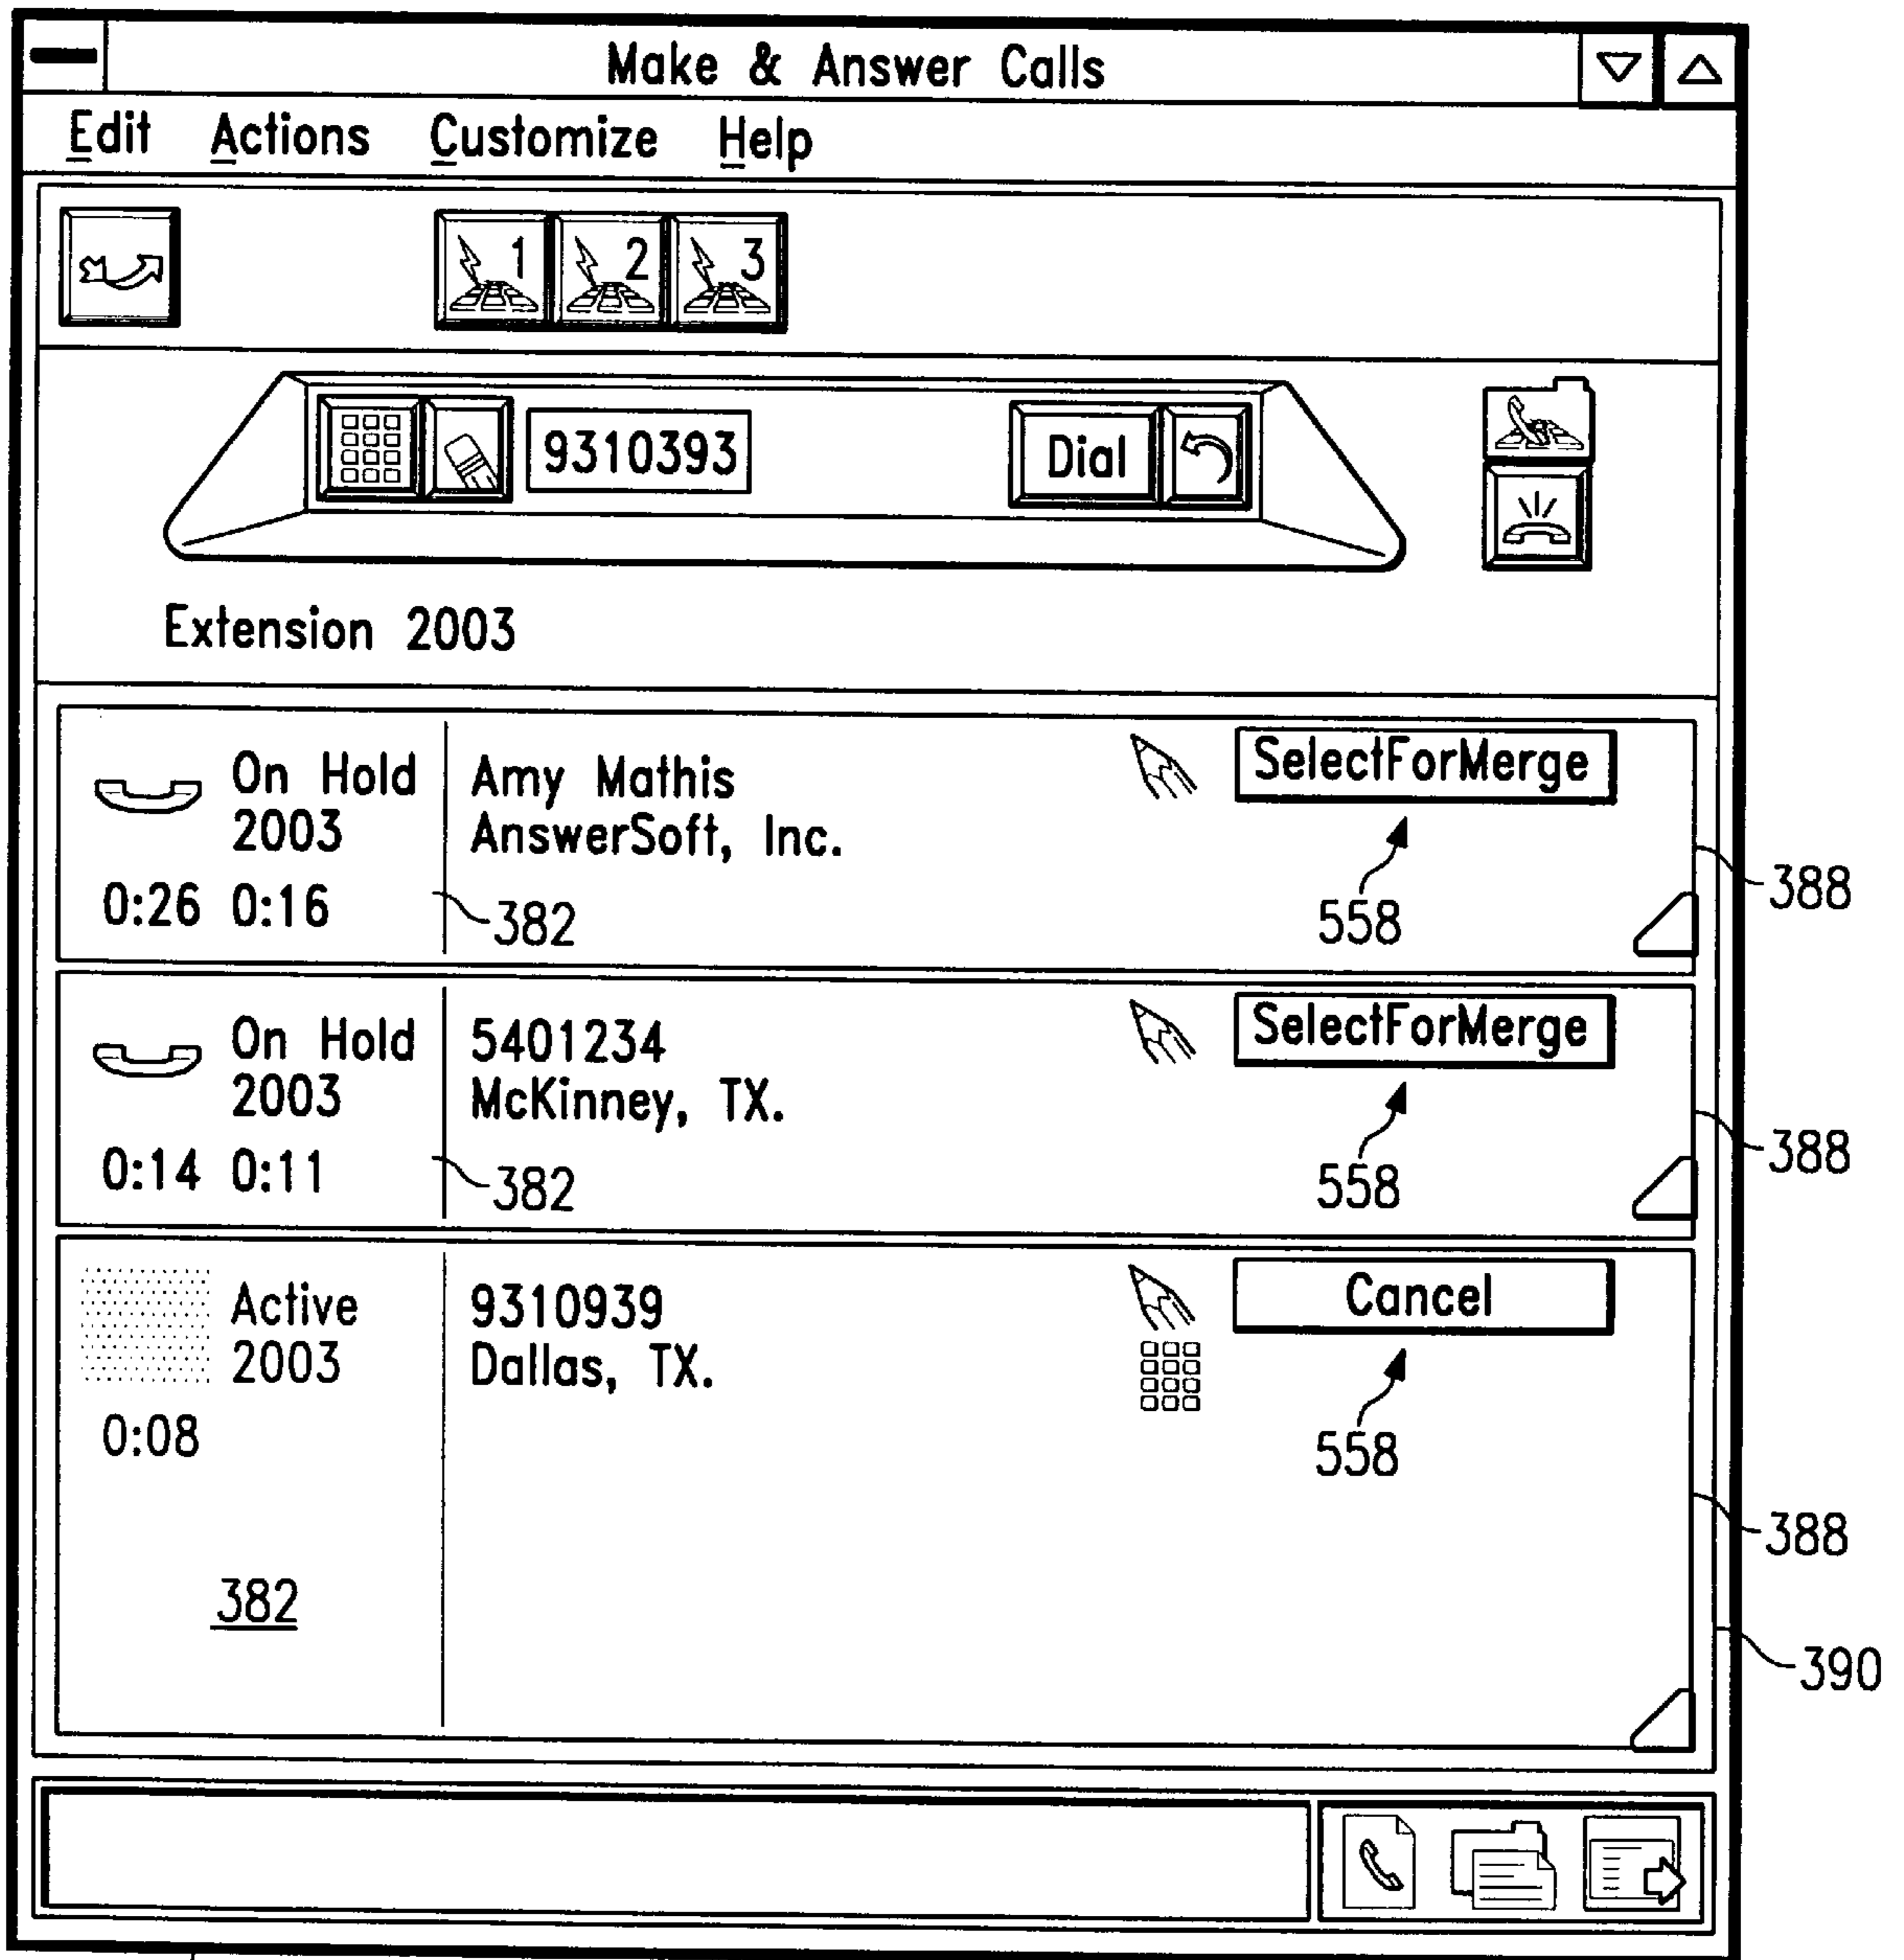 Make & Answer Calls
Edit Actions Customize Help
1 2 3
9310393 Dial
Extension 2003
On Hold
2003
0:26 0:16
382
Amy Mathis
AnswerSoft, Inc.
SelectForMerge
558
388
On Hold
2003
0:14 0:11
382
5401234
McKinney, TX.
SelectForMerge
558
388
Active
2003
0:08
382
9310939
Dallas, TX.
Cancel
558
388
390